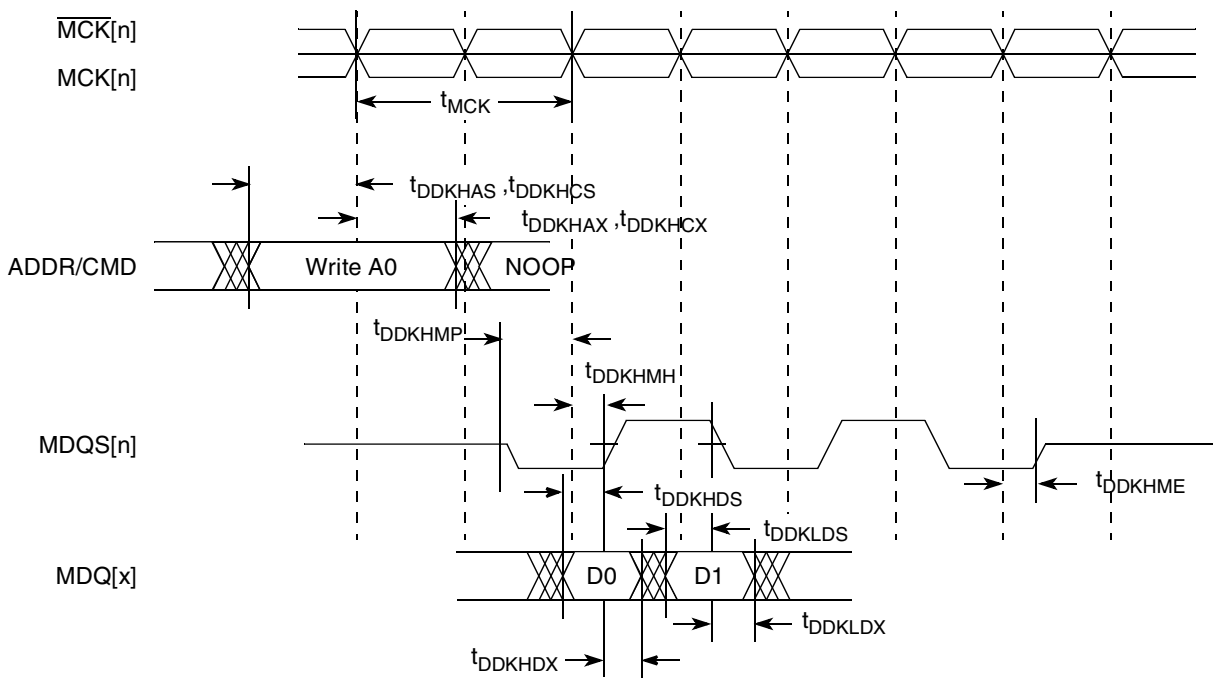 MCK[n]
MCK[n]
tMCK
tDDKHAS ,tDDKHCS
tDDKHAX ,tDDKHCX
ADDR/CMD
Write A0
NOOP
tDDKHMP
tDDKHMH
MDQS[n]
tDDKHDS
tDDKHME
tDDKLDS
MDQ[x]
D0
D1
tDDKLDX
tDDKHDX